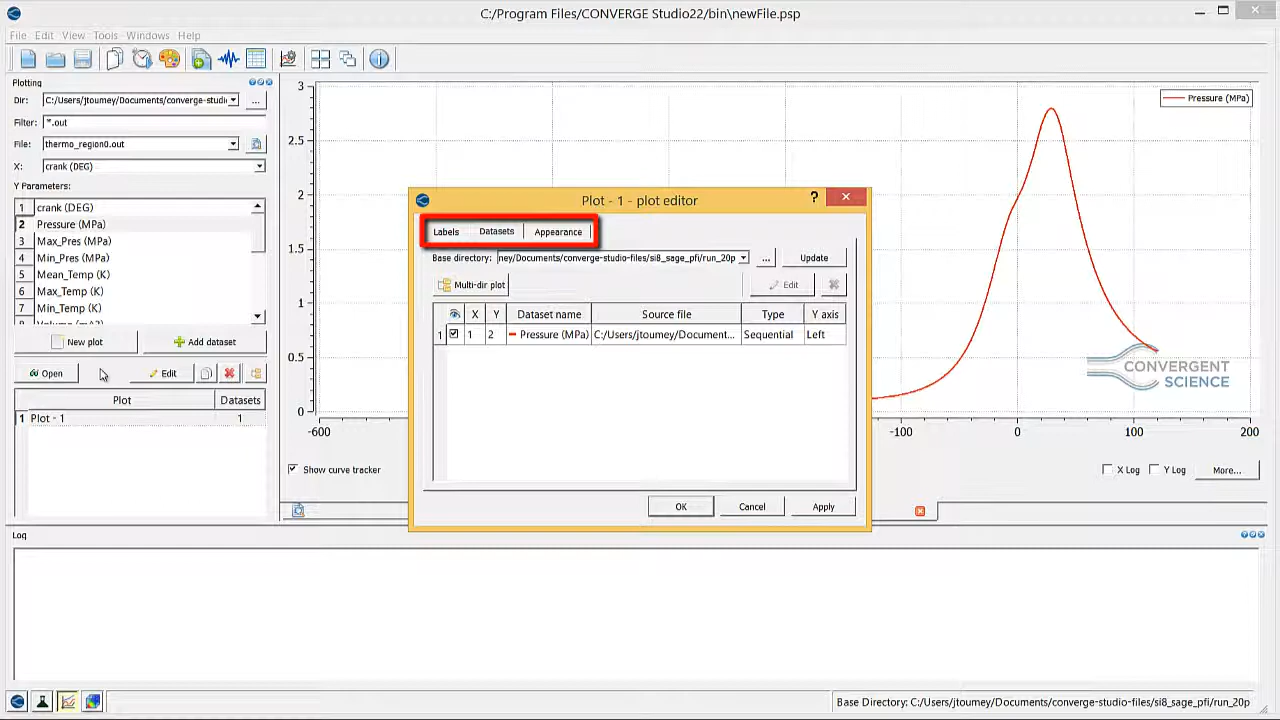 C:/Program Files/CONVERGE Studio22/bin\newFile.psp
File Edit View Tools Windows Help
Plotting
Dir: C:/Users/jtoumey/Documents/converge-studi ...
Filter: *.out
File: thermo_region0.out
X: crank (DEG)
Y Parameters:
1 crank (DEG)
2 Pressure (MPa)
3 Max_Pres (MPa)
4 Min_Pres (MPa)
5 Mean_Temp (K)
6 Max_Temp (K)
7 Min_Temp (K)
New plot Add dataset
Open Edit
Plot Datasets
1 Plot - 1 1
3
2.5
2
1.5
1
0.5
0
-600 -100 0 100 200
Pressure (MPa)
CONVERGENT
SCIENCE
Show curve tracker X Log Y Log More...
Plot - 1 - plot editor ?
Labels Datasets Appearance
Base directory: ney/Documents/converge-studio-files/si8_sage_pfi/run_20p ... Update
Multi-dir plot Edit
X Y Dataset name Source file Type Y axis
1 1 2 Pressure (MPa) C:/Users/jtoumey/Document... Sequential Left
OK Cancel Apply
Log
Base Directory: C:/Users/jtoumey/Documents/converge-studio-files/si8_sage_pfi/run_20p